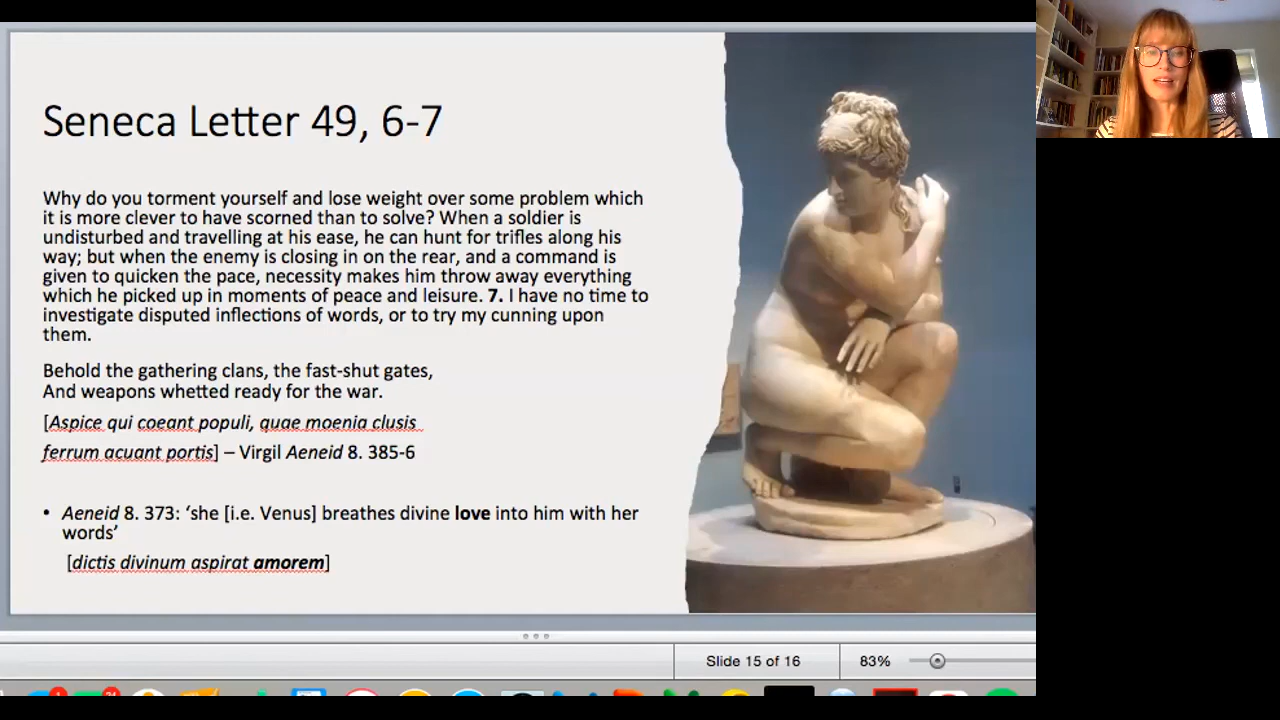 Seneca Letter 49, 6-7
Why do you torment yourself and lose weight over some problem which
it is more clever to have scorned than to solve? When a soldier is
undisturbed and travelling at his ease, he can hunt for trifles along his
way; but when the enemy is closing in on the rear, and a command is
given to quicken the pace, necessity makes him throw away everything
which he picked up in moments of peace and leisure. 7. I have no time to
investigate disputed inflections of words, or to try my cunning upon
them.
Behold the gathering clans, the fast-shut gates,
And weapons whetted ready for the war.
[Aspice qui coeant populi, quae moenia clusis
ferrum acuant portis] – Virgil Aeneid 8. 385-6
• Aeneid 8. 373: ‘she [i.e. Venus] breathes divine love into him with her
words’
[dictis divinum aspirat amorem]
Slide 15 of 16
83%